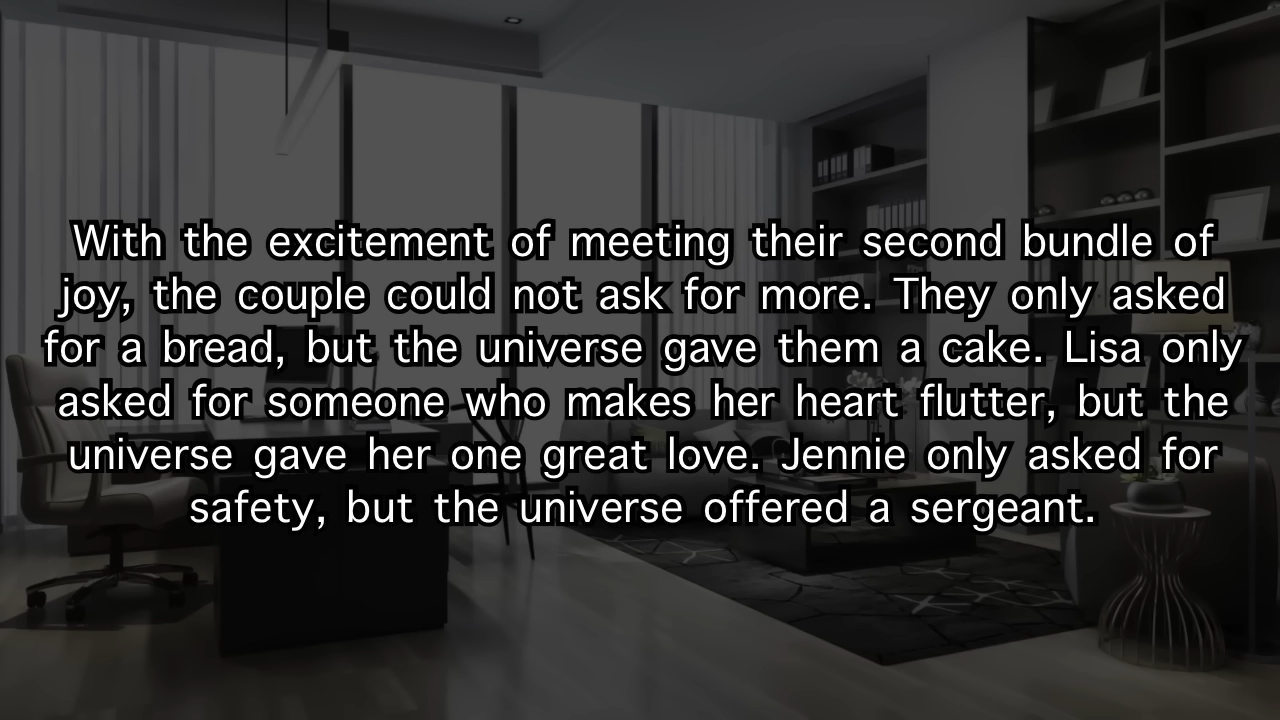 With the excitement of meeting their second bundle of
joy, the couple could not ask for more. They only asked
for a bread, but the universe gave them a cake. Lisa only
asked for someone who makes her heart flutter, but the
universe gave her one great love. Jennie only asked for
safety, but the universe offered a sergeant.